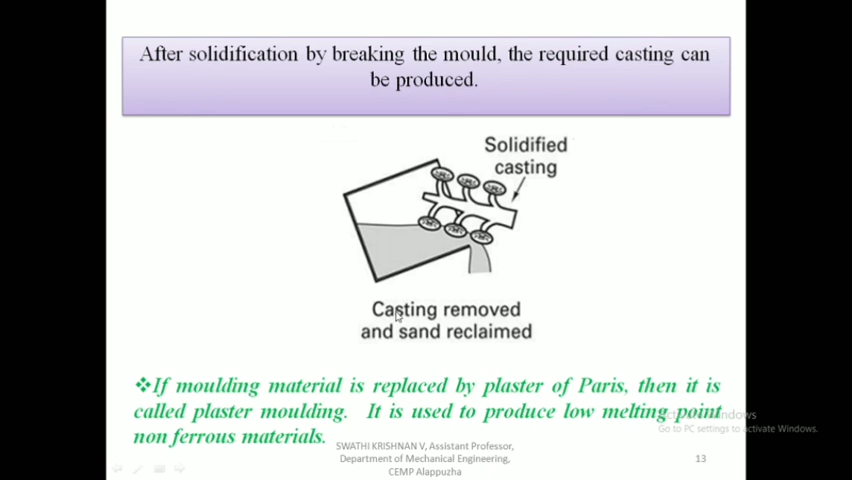 After solidification by breaking the mould, the required casting can
be produced.
Solidified
casting
Casting removed
and sand reclaimed
❖If moulding material is replaced by plaster of Paris, then it is
called plaster moulding. It is used to produce low melting point
non ferrous materials.
Activate Windows
Go to PC settings to activate Windows.
SWATHI KRISHNAN V, Assistant Professor,
Department of Mechanical Engineering,
CEMP Alappuzha
13